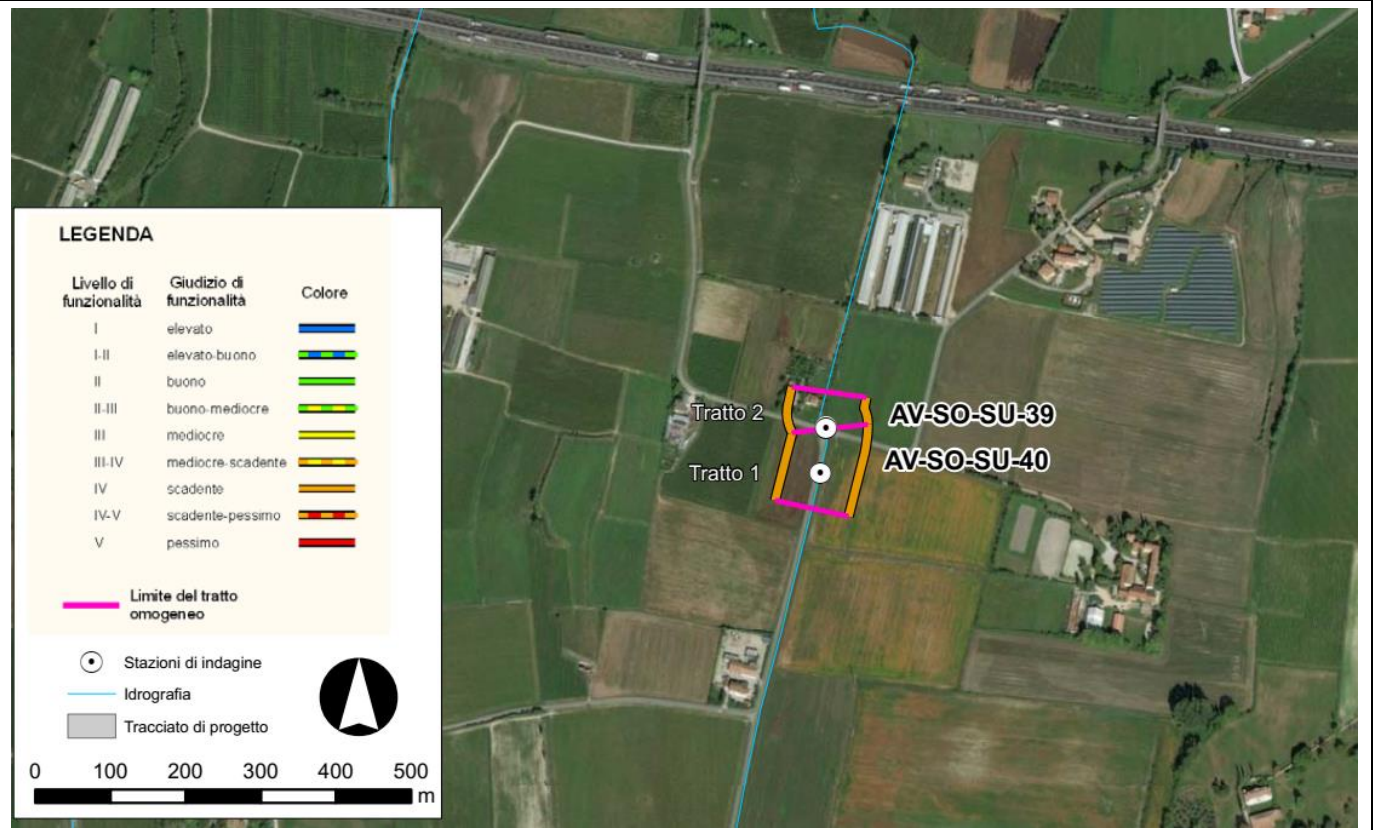 LEGENDA
Livello di funzionalità
Giudizio di funzionalità
Colore
I elevato
I-II elevato-buono
II buono
II-III buono-mediocre
III mediocre
III-IV mediocre-scadente
IV scadente
IV-V scadente-pessimo
V pessimo
Limite del tratto
omogeneo
Stazioni di indagine
Idrografia
Tracciato di progetto
0 100 200 300 400 500
m
Tratto 2
AV-SO-SU-39
Tratto 1
AV-SO-SU-40